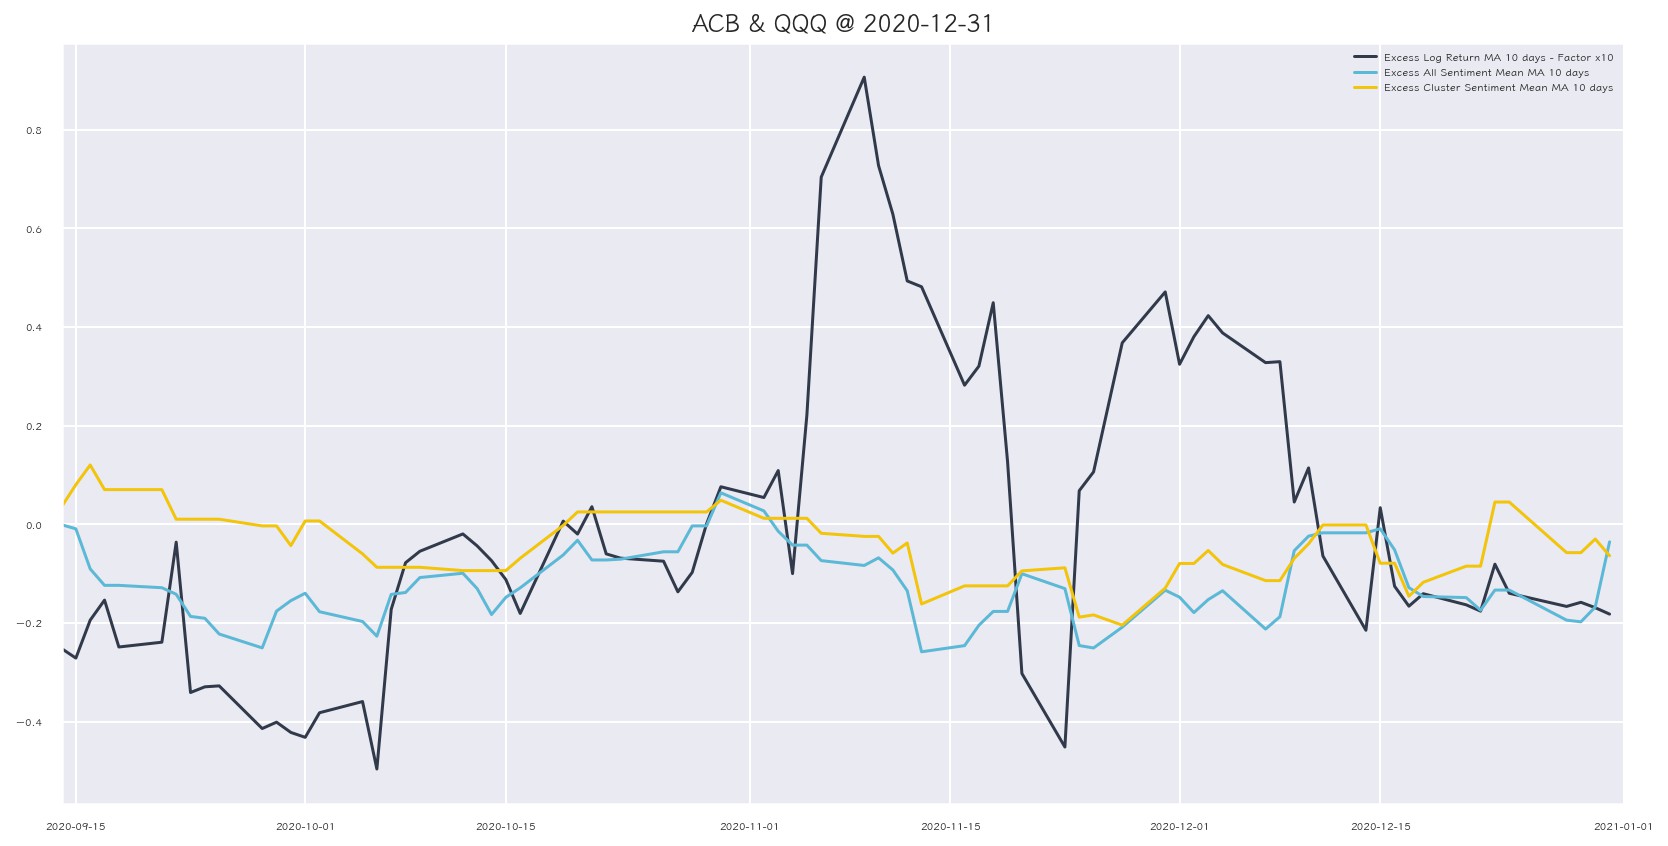 ACB & QQQ @ 2020-12-31
Excess Log Return MA 10 days - Factor x10
Excess All Sentiment Mean MA 10 days
Excess Cluster Sentiment Mean MA 10 days
0.8
0.6
0.4
0.2
0.0
−0.2
−0.4
2020-09-15 2020-10-01 2020-10-15 2020-11-01 2020-11-15 2020-12-01 2020-12-15 2021-01-01